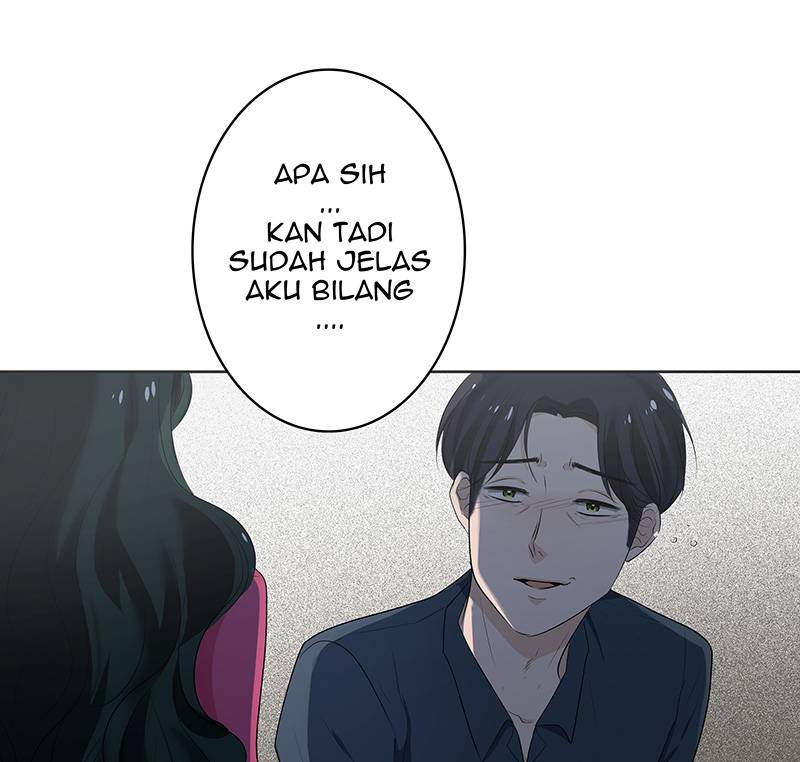 APA SIH
...
KAN TADI
SUDAH JELAS
AKU BILANG
....